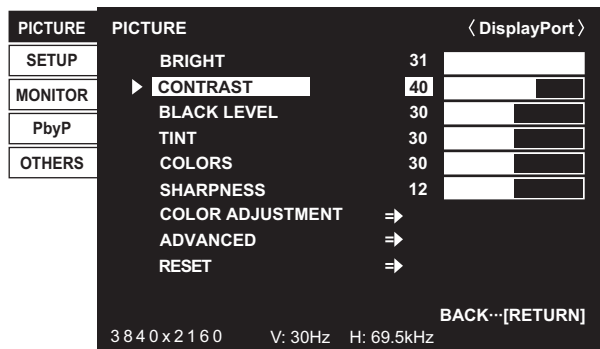 PICTURE
SETUP
MONITOR
PbyP
OTHERS
PICTURE 〈DisplayPort〉
BRIGHT 31
CONTRAST 40
BLACK LEVEL 30
TINT 30
COLORS 30
SHARPNESS 12
COLOR ADJUSTMENT
ADVANCED
RESET
BACK···[RETURN]
3840x2160 V: 30Hz H: 69.5kHz